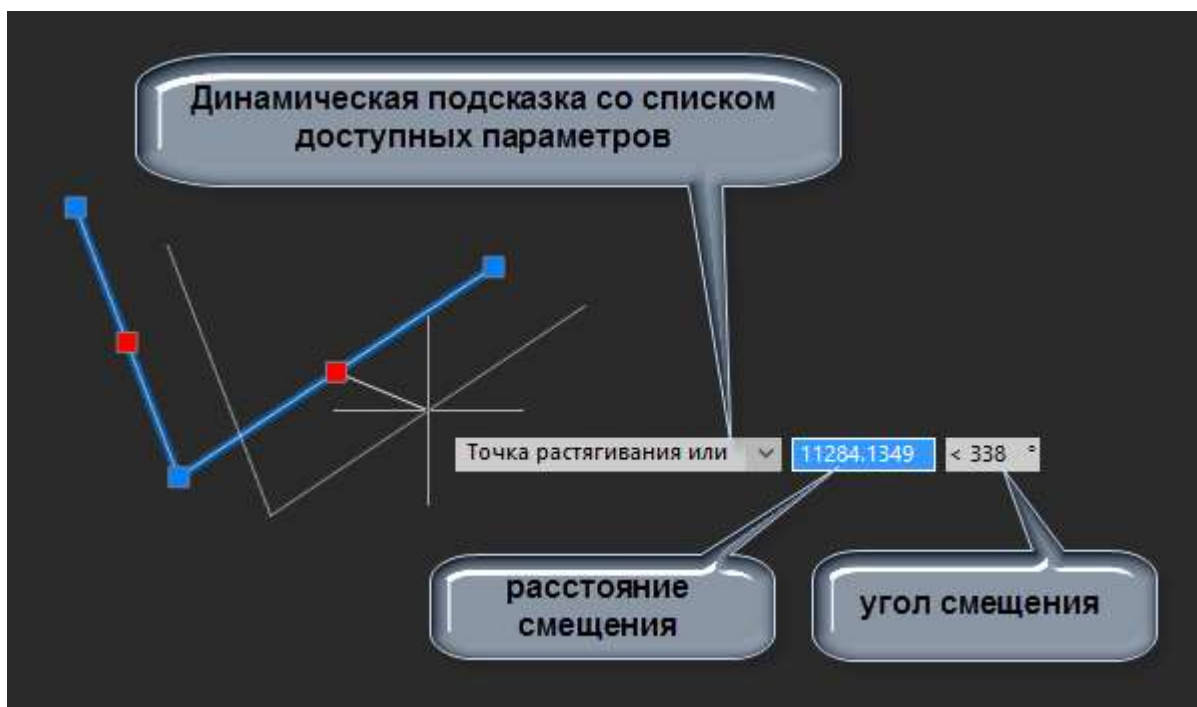 Динамическая подсказка со списком
доступных параметров
Точка растягивания или 11284.1349 < 338 °
расстояние
смещения
угол смещения